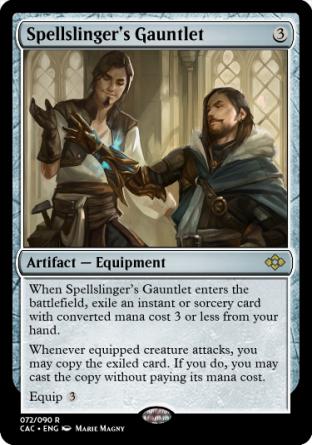 Spellslinger's Gauntlet 3
Artifact — Equipment
When Spellslinger's Gauntlet enters the
battlefield, exile an instant or sorcery card
with converted mana cost 3 or less from your
hand.
Whenever equipped creature attacks, you
may copy the exiled card. If you do, you may
cast the copy without paying its mana cost.
Equip 3
072/090 R
CAC • ENG Marie Magny